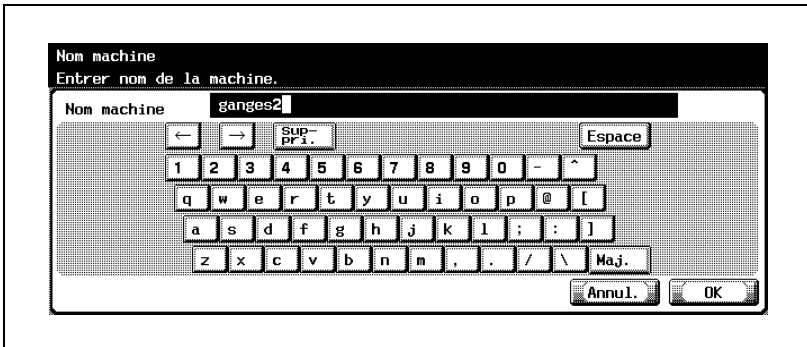 Nom machine
Entrer nom de la machine.
Nom machine ganges2
← → Sup-
pri. Espace
1 2 3 4 5 6 7 8 9 0 - ^
q w e r t y u i o p @ [
a s d f g h j k l ; : ]
z x c v b n m , . / \ Maj.
Annul. OK